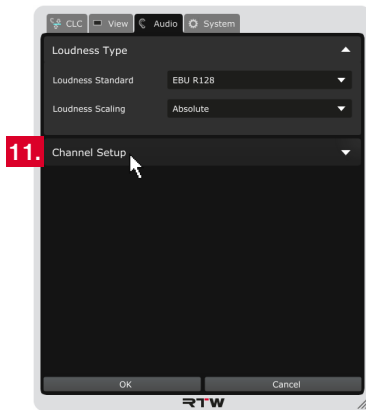 CLC View Audio System
Loudness Type
Loudness Standard EBU R128
Loudness Scaling Absolute
11. Channel Setup
OK Cancel
RTW